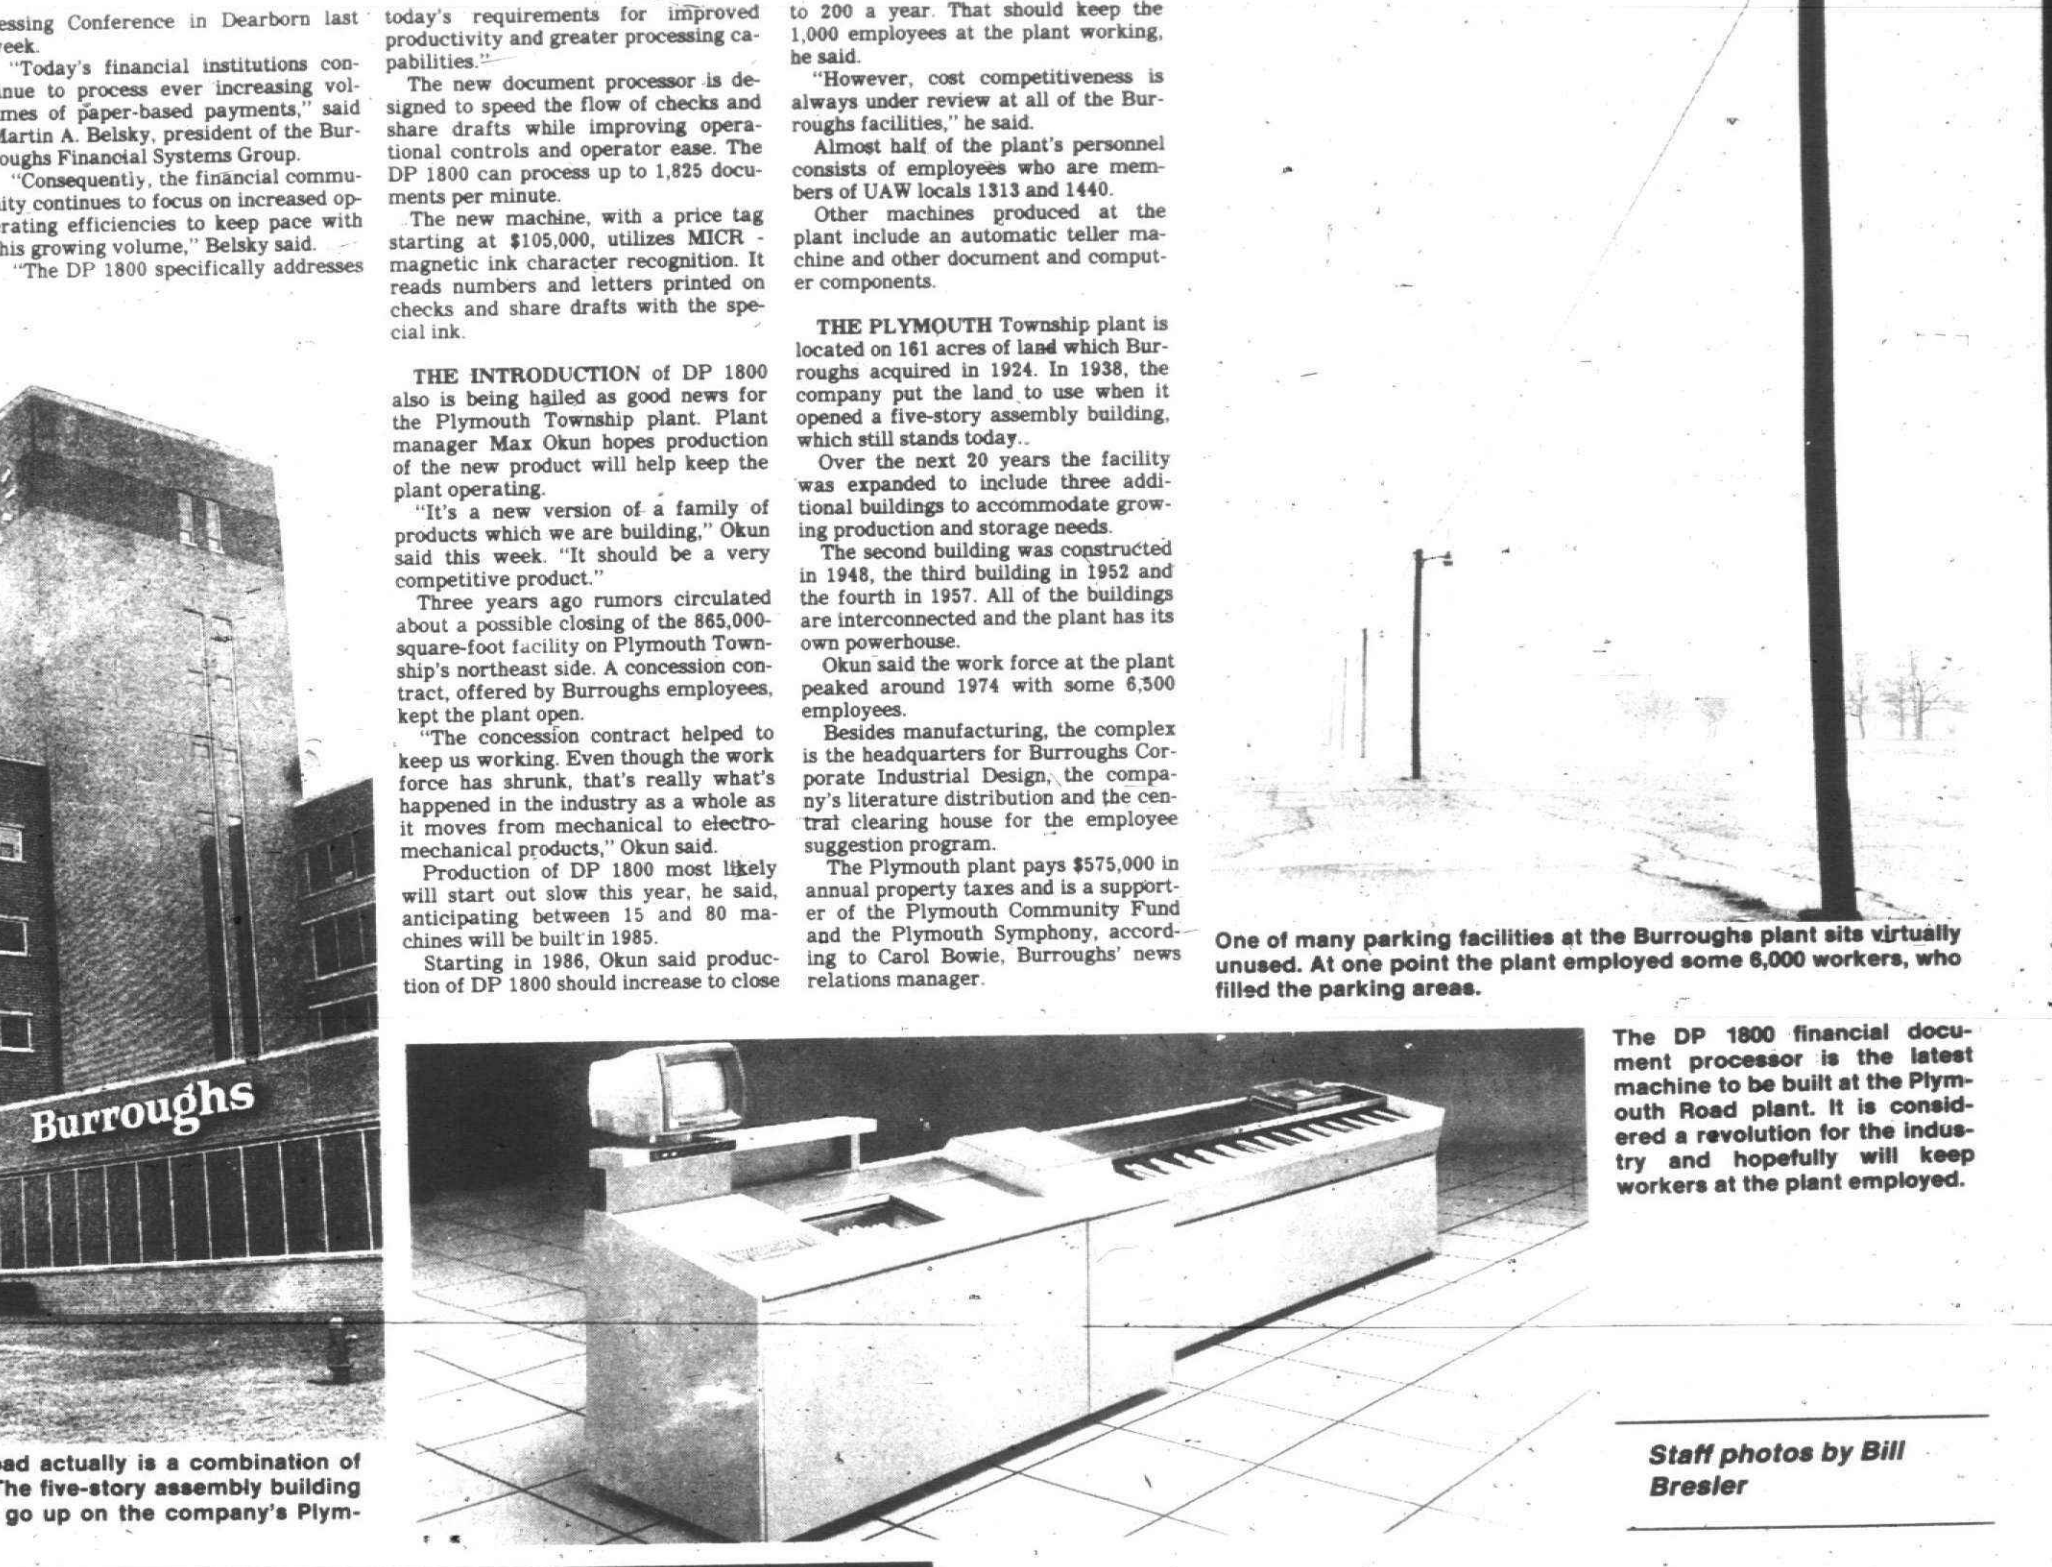 essing Conference in Dearborn last
eek.
"Today's financial institutions con-
nue to process ever increasing vol-
mes of paper-based payments," said
Martin A. Belsky, president of the Bur-
oughs Financial Systems Group.
"Consequently, the financial commu-
ity continues to focus on increased op-
rating efficiencies to keep pace with
his growing volume," Belsky said.
"The DP 1800 specifically addresses
today's requirements for improved
productivity and greater processing ca-
pabilities."
The new document processor is de-
signed to speed the flow of checks and
share drafts while improving opera-
tional controls and operator ease. The
DP 1800 can process up to 1,825 docu-
ments per minute.
The new machine, with a price tag
starting at $105,000, utilizes MICR -
magnetic ink character recognition. It
reads numbers and letters printed on
checks and share drafts with the spe-
cial ink.
THE INTRODUCTION of DP 1800
also is being hailed as good news for
the Plymouth Township plant. Plant
manager Max Okun hopes production
of the new product will help keep the
plant operating.
"It's a new version of a family of
products which we are building," Okun
said this week. "It should be a very
competitive product."
Three years ago rumors circulated
about a possible closing of the 865,000-
square-foot facility on Plymouth Town-
ship's northeast side. A concession con-
tract, offered by Burroughs employees,
kept the plant open.
"The concession contract helped to
keep us working. Even though the work
force has shrunk, that's really what's
happened in the industry as a whole as
it moves from mechanical to electro-
mechanical products," Okun said.
Production of DP 1800 most likely
will start out slow this year, he said,
anticipating between 15 and 80 ma-
chines will be built in 1985.
Starting in 1986, Okun said produc-
tion of DP 1800 should increase to close
to 200 a year. That should keep the
1,000 employees at the plant working,
he said.
"However, cost competitiveness is
always under review at all of the Bur-
roughs facilities," he said.
Almost half of the plant's personnel
consists of employees who are mem-
bers of UAW locals 1313 and 1440.
Other machines produced at the
plant include an automatic teller ma-
chine and other document and comput-
er components.
THE PLYMOUTH Township plant is
located on 161 acres of land which Bur-
roughs acquired in 1924. In 1938, the
company put the land to use when it
opened a five-story assembly building,
which still stands today..
Over the next 20 years the facility
was expanded to include three addi-
tional buildings to accommodate grow-
ing production and storage needs.
The second building was constructed
in 1948, the third building in 1952 and
the fourth in 1957. All of the buildings
are interconnected and the plant has its
own powerhouse.
Okun said the work force at the plant
peaked around 1974 with some 6,500
employees.
Besides manufacturing, the complex
is the headquarters for Burroughs Cor-
porate Industrial Design, the compa-
ny's literature distribution and the cen-
tral clearing house for the employee
suggestion program.
The Plymouth plant pays $575,000 in
annual property taxes and is a support-
er of the Plymouth Community Fund
and the Plymouth Symphony, accord-
ing to Carol Bowie, Burroughs' news
relations manager.
One of many parking facilities at the Burroughs plant sits virtually
unused. At one point the plant employed some 6,000 workers, who
filled the parking areas.
The DP 1800 financial docu-
ment processor is the latest
machine to be built at the Plym-
outh Road plant. It is consid-
ered a revolution for the indus-
try and hopefully will keep
workers at the plant employed.
Burroughs
ad actually is a combination of
The five-story assembly building
go up on the company's Plym-
Staff photos by Bill
Bresler